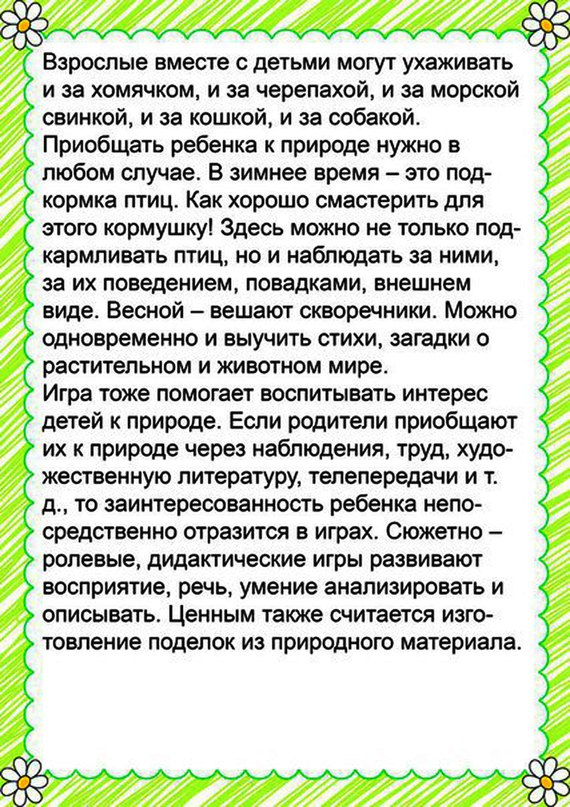 Взрослые вместе с детьми могут ухаживать
и за хомячком, и за черепахой, и за морской
свинкой, и за кошкой, и за собакой.
Приобщать ребенка к природе нужно в
любом случае. В зимнее время – это под-
кормка птиц. Как хорошо смастерить для
этого кормушку! Здесь можно не только под-
кармливать птиц, но и наблюдать за ними,
за их поведением, повадками, внешнем
виде. Весной – вешают скворечники. Можно
одновременно и выучить стихи, загадки о
растительном и животном мире.
Игра тоже помогает воспитывать интерес
детей к природе. Если родители приобщают
их к природе через наблюдения, труд, худо-
жественную литературу, телепередачи и т.
д., то заинтересованность ребенка непо-
средственно отразится в играх. Сюжетно –
ролевые, дидактические игры развивают
восприятие, речь, умение анализировать и
описывать. Ценным также считается изго-
товление поделок из природного материала.